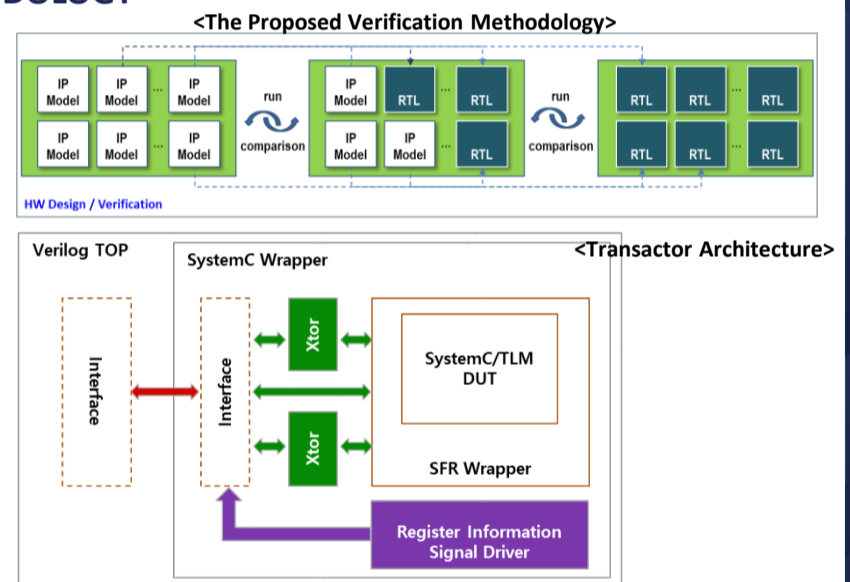 <The Proposed Verification Methodology>
IP Model IP Model ... IP Model
IP Model IP Model ... IP Model
run
comparison
IP Model RTL ... RTL
IP Model IP Model ... RTL
run
comparison
RTL RTL ... RTL
RTL RTL ... RTL
HW Design / Verification
<Transactor Architecture>
Verilog TOP
SystemC Wrapper
Interface
Interface
Xtor
Xtor
SystemC/TLM
DUT
SFR Wrapper
Register Information
Signal Driver